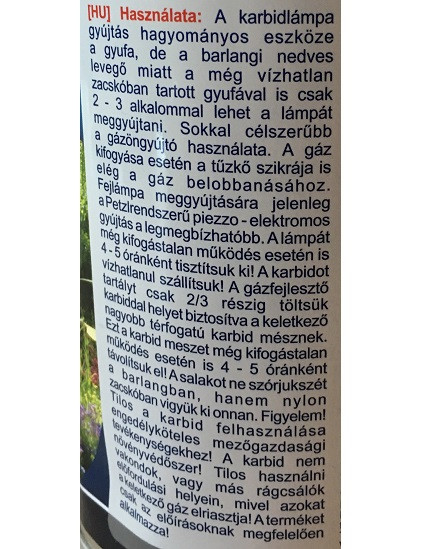 [HU] Használata: A karbidlámpa
gyújtás hagyományos eszköze
a gyufa, de a barlangi nedves
levegő miatt a még vízhatlan
zacskóban tartott gyufával is csak
2 - 3 alkalommal lehet a lámpát
meggyújtani. Sokkal célszerűbb
a gázöngyújtó használata. A gáz
kifogyása esetén a tűzkő szikrája is
elég a gáz belobbanásához.
Fejlámpa meggyújtására jelenleg
a Petzlrendszerű piezzo - elektromos
gyújtás a legmegbízhatóbb. A lámpát
még kifogástalan működés esetén is
4 - 5 óránként tisztítsuk ki! A karbidot
vízhatlanul szállítsuk! A gázfejlesztő
tartályt csak 2/3 részig töltsük
karbiddal helyet biztosítva a keletkező
nagyobb térfogatú karbid mésznek.
Ezt a karbid meszet még kifogástalan
működés esetén is 4 - 5 óránként
távolítsuk el! A salakot ne szórjuk szét
a barlangban, hanem nylon
zacskóban vigyük ki onnan. Figyelem!
Tilos a karbid felhasználása
engedélyköteles mezőgazdasági
tevékenységekhez! A karbid nem
növényvédőszer! Tilos használni
vakondok, vagy más rágcsálók
előfordulási helyein, mivel azokat
a keletkező gáz elriasztja! A terméket
csak az előírásoknak megfelelően
alkalmazza!